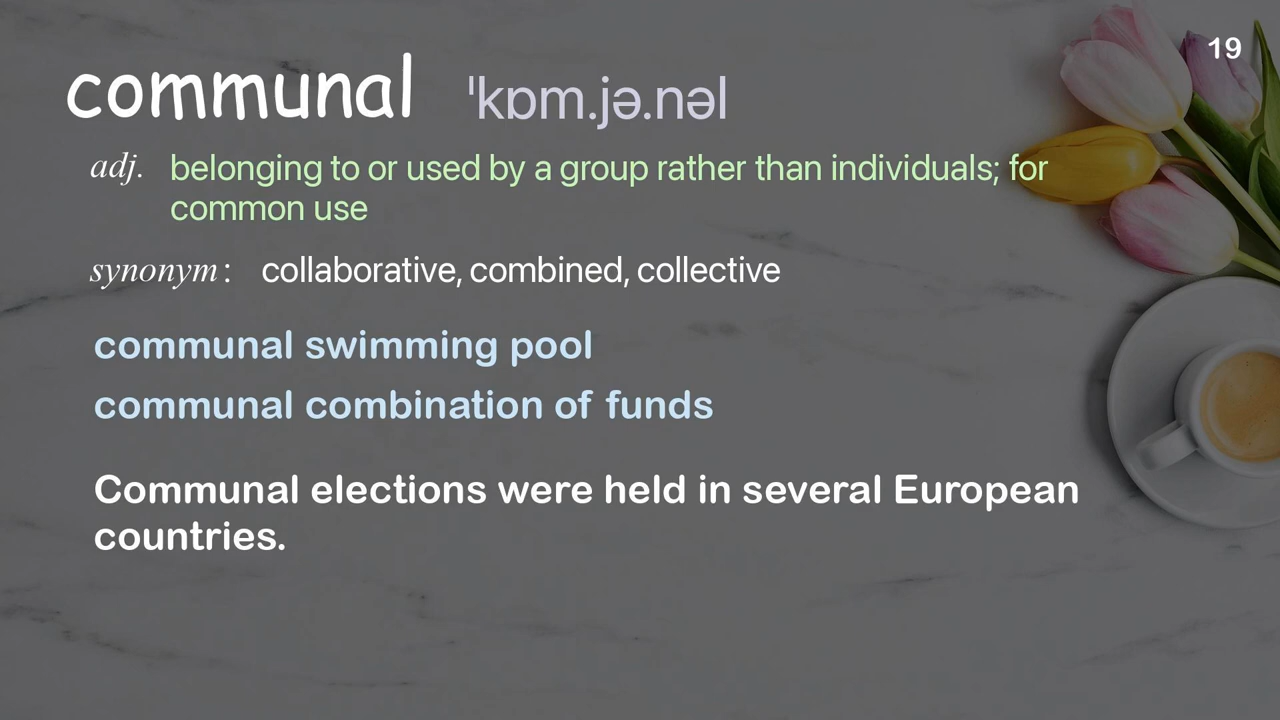 19
communal ˈkɒm.jə.nəl
adj. belonging to or used by a group rather than individuals; for
common use
synonym: collaborative, combined, collective
communal swimming pool
communal combination of funds
Communal elections were held in several European
countries.